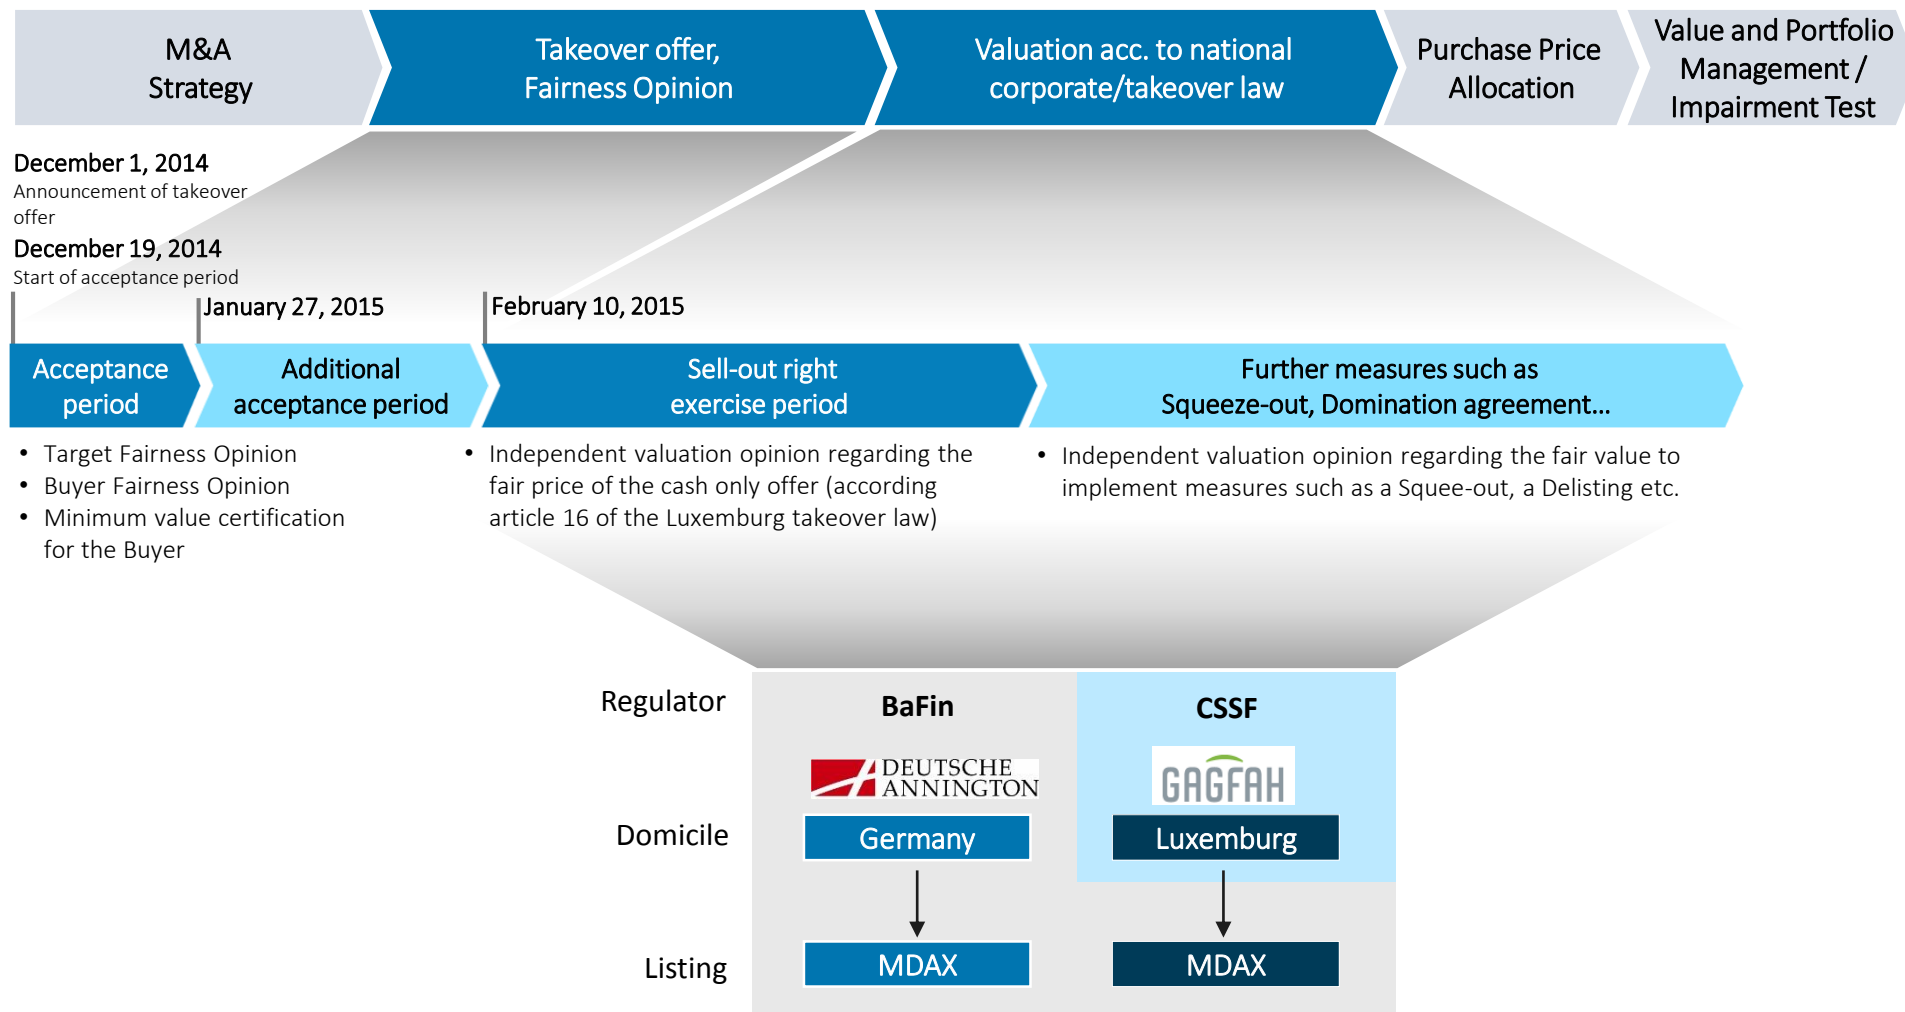 M&A
Strategy
Takeover offer,
Fairness Opinion
Valuation acc. to national
corporate/takeover law
Purchase Price
Allocation
Value and Portfolio
Management /
Impairment Test
December 1, 2014
Announcement of takeover
offer
December 19, 2014
Start of acceptance period
January 27, 2015
February 10, 2015
Acceptance
period
Additional
acceptance period
Sell-out right
exercise period
Further measures such as
Squeeze-out, Domination agreement...
• Target Fairness Opinion
• Buyer Fairness Opinion
• Minimum value certification
for the Buyer
• Independent valuation opinion regarding the
fair price of the cash only offer (according
article 16 of the Luxemburg takeover law)
• Independent valuation opinion regarding the fair value to
implement measures such as a Squee-out, a Delisting etc.
Regulator
BaFin
CSSF
DEUTSCHE
ANNINGTON
GAGFAH
Domicile
Germany
Luxemburg
Listing
MDAX
MDAX